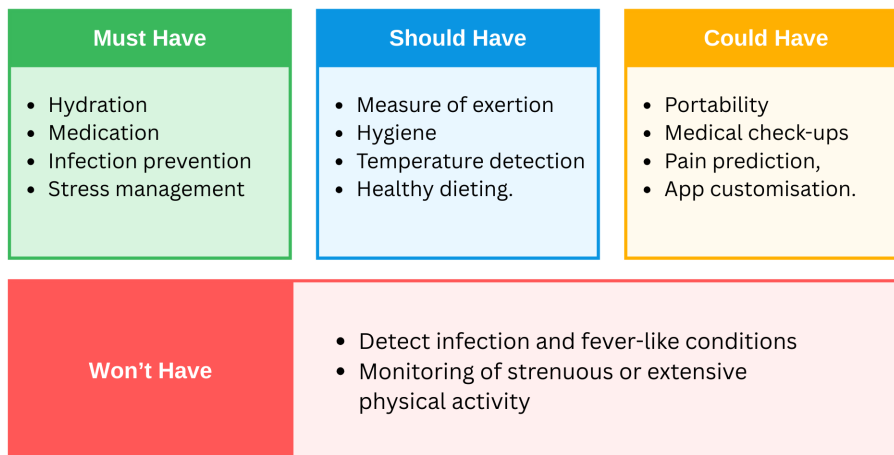 Must Have
• Hydration
• Medication
• Infection prevention
• Stress management
Should Have
• Measure of exertion
• Hygiene
• Temperature detection
• Healthy dieting.
Could Have
• Portability
• Medical check-ups
• Pain prediction,
• App customisation.
Won’t Have
• Detect infection and fever-like conditions
• Monitoring of strenuous or extensive
physical activity